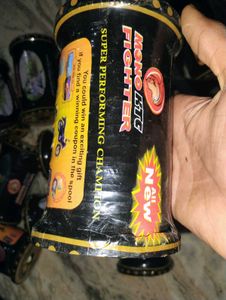 MONO KITE
FIGHTER
SUPER PERFORMING CHAMPION
All
New
You could win an exciting gift
if you find a winning coupon in the spool